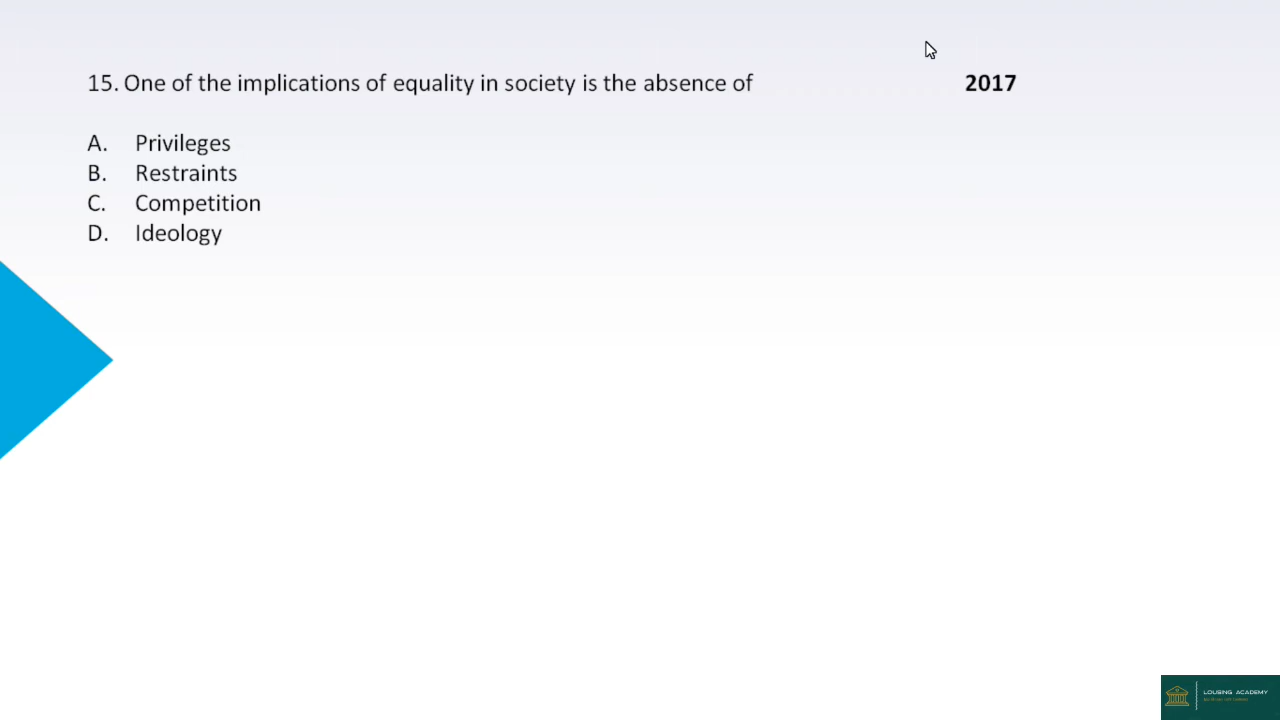 15. One of the implications of equality in society is the absence of 2017
A. Privileges
B. Restraints
C. Competition
D. Ideology
LOUSING ACADEMY